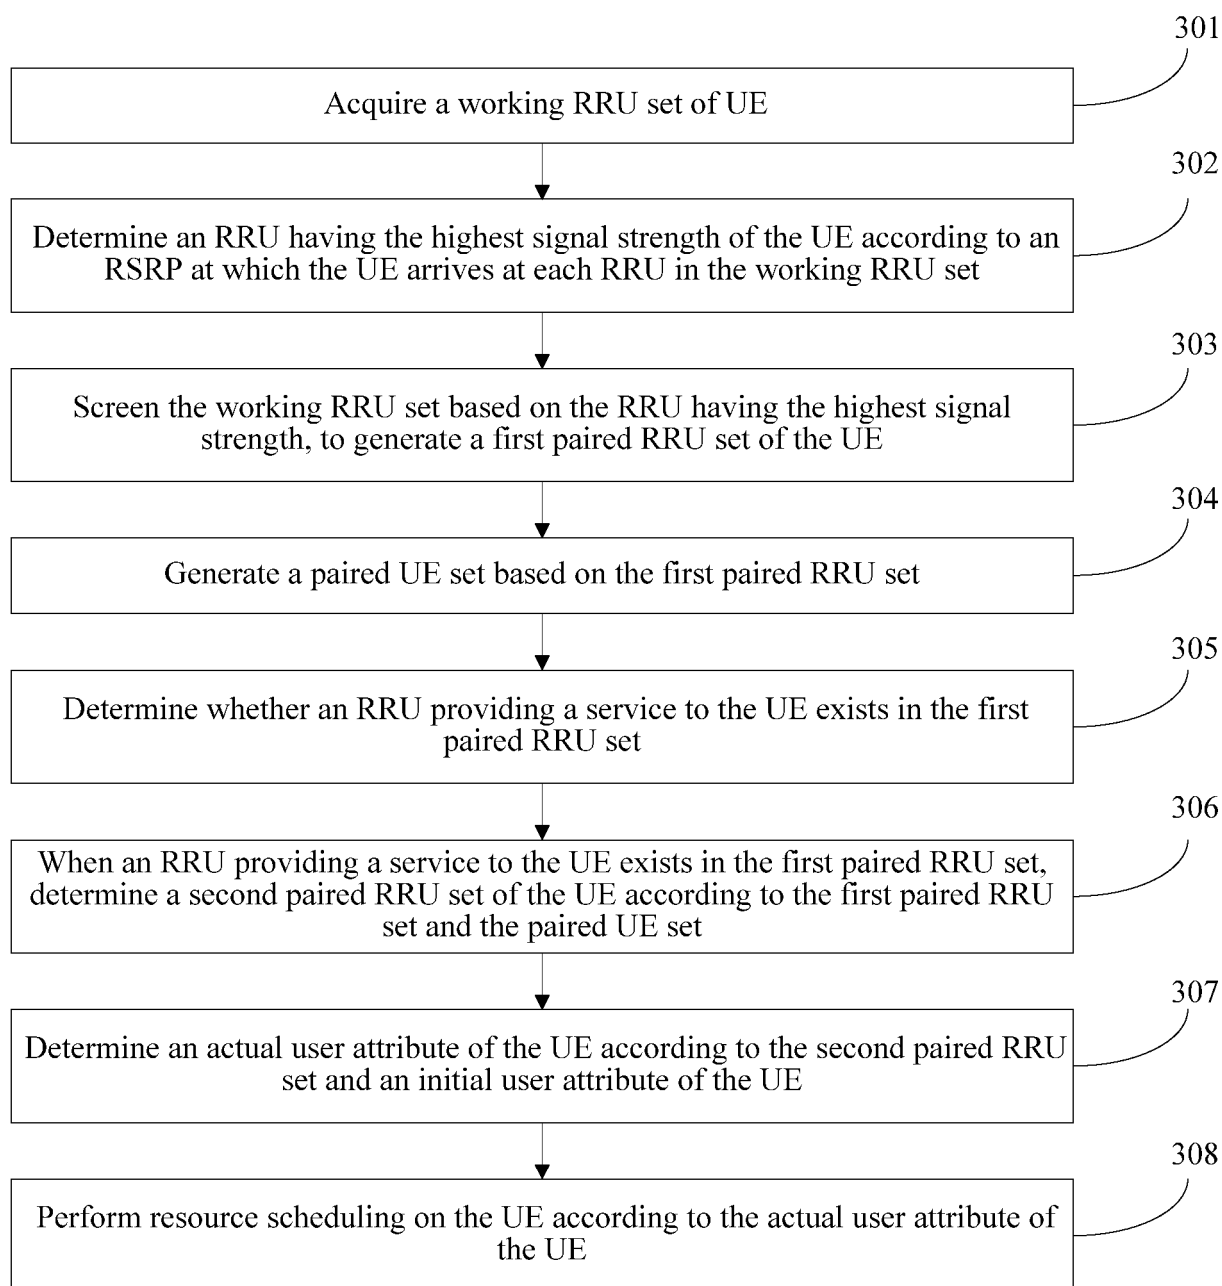 301
Acquire a working RRU set of UE
302
Determine an RRU having the highest signal strength of the UE according to an
RSRP at which the UE arrives at each RRU in the working RRU set
303
Screen the working RRU set based on the RRU having the highest signal
strength, to generate a first paired RRU set of the UE
304
Generate a paired UE set based on the first paired RRU set
305
Determine whether an RRU providing a service to the UE exists in the first
paired RRU set
306
When an RRU providing a service to the UE exists in the first paired RRU set,
determine a second paired RRU set of the UE according to the first paired RRU
set and the paired UE set
307
Determine an actual user attribute of the UE according to the second paired RRU
set and an initial user attribute of the UE
308
Perform resource scheduling on the UE according to the actual user attribute of
the UE